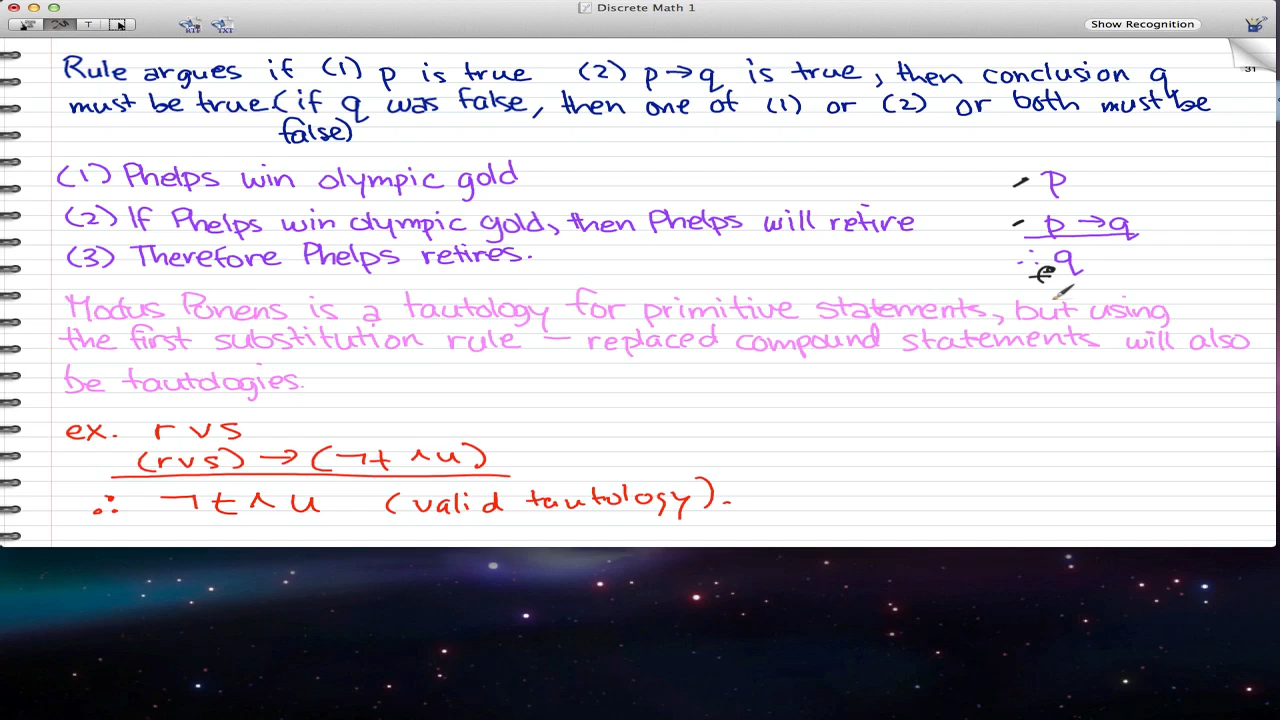 Discrete Math 1
T
RTF
TXT
Show Recognition
31
Rule argues if (1) p is true (2) p→q is true, then conclusion q
must be true (if q was false, then one of (1) or (2) or both must be
false)
(1) Phelps win olympic gold
(2) If Phelps win olympic gold, then Phelps will retire
(3) Therefore Phelps retires.
p
p → q
∴ q
Modus Ponens is a tautology for primitive statements, but using
the first substitution rule – replaced compound statements will also
be tautologies.
ex. r ∨ s
(r ∨ s) → (¬t ∧ u)
∴ ¬t ∧ u (valid tautology).